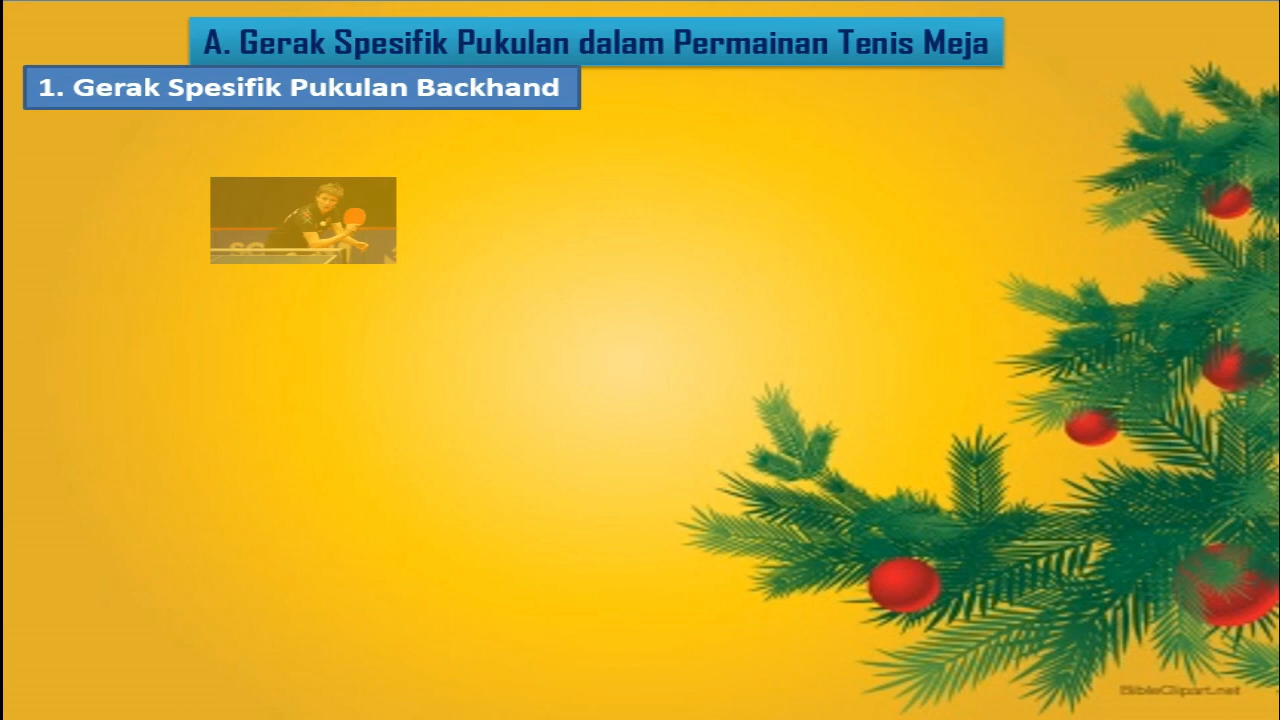 A. Gerak Spesifik Pukulan dalam Permainan Tenis Meja
1. Gerak Spesifik Pukulan Backhand
BibleClipart.net